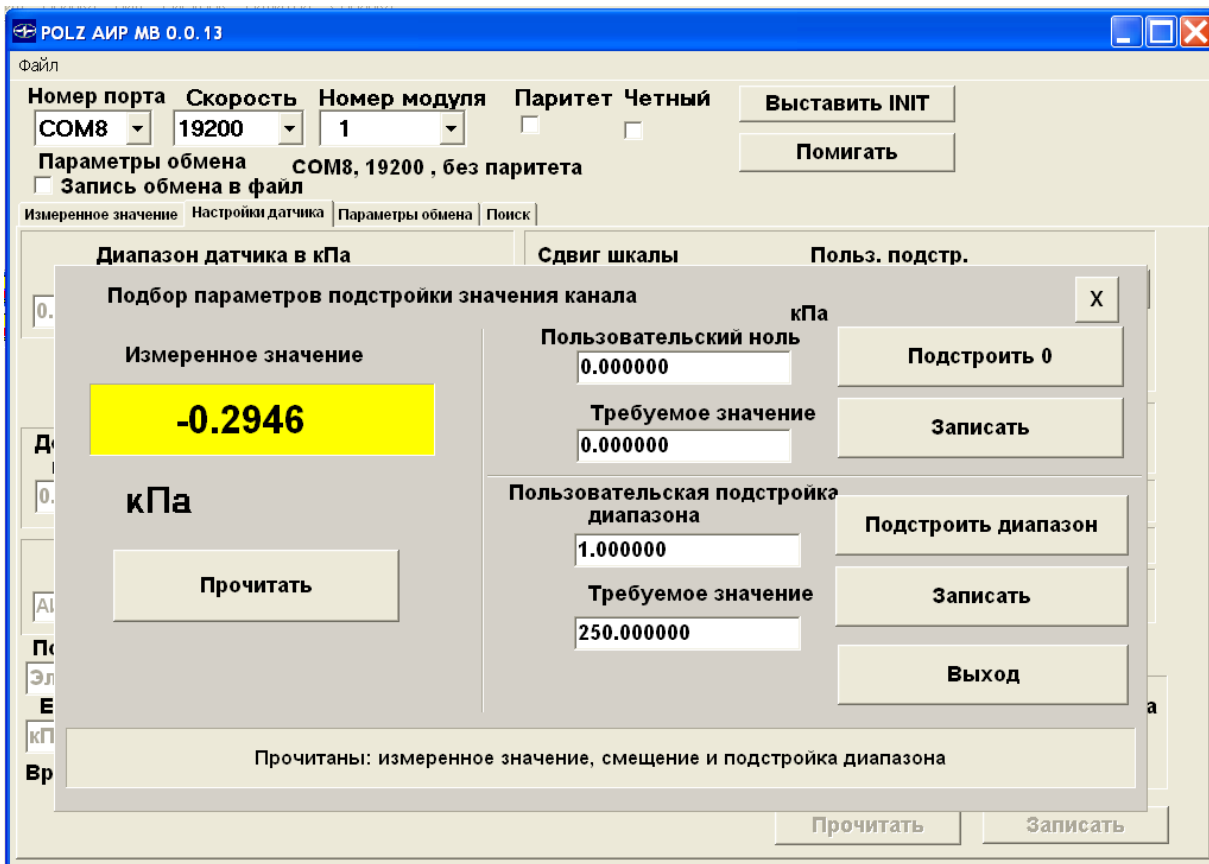 POLZ АИР МВ 0.0.13
Файл
Номер порта Скорость Номер модуля Паритет Четный Выставить INIT
COM8 19200 1
Помигать
Параметры обмена COM8, 19200 , без паритета
Запись обмена в файл
Измеренное значение Настройки датчика Параметры обмена Поиск
Диапазон датчика в кПа Сдвиг шкалы Польз. подстр.
Подбор параметров подстройки значения канала X
кПа
Измеренное значение Пользовательский ноль Подстроить 0
0.000000
-0.2946 Требуемое значение Записать
0.000000
кПа Пользовательская подстройка
диапазона Подстроить диапазон
1.000000
Прочитать Требуемое значение Записать
250.000000
Выход
Прочитаны: измеренное значение, смещение и подстройка диапазона
Прочитать Записать